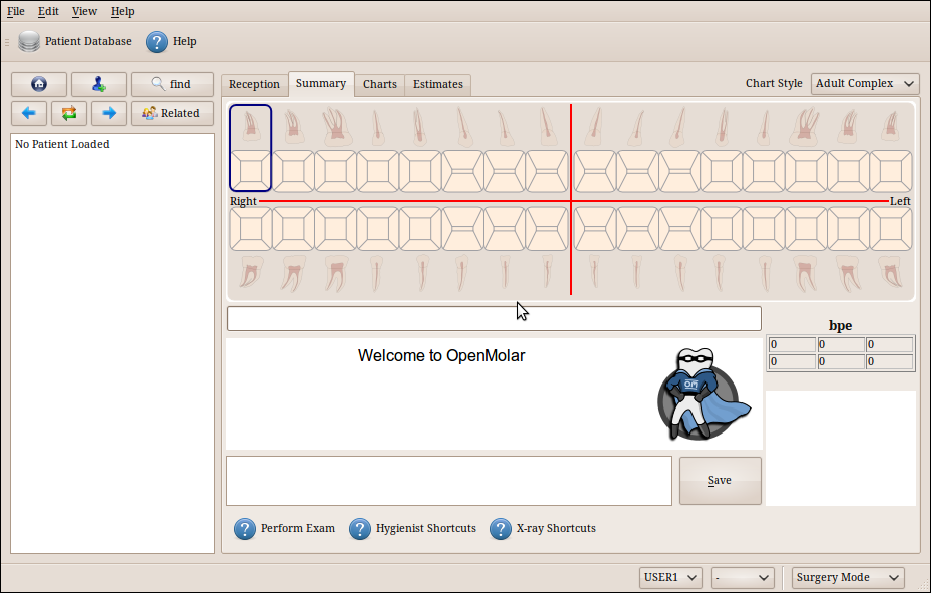 File Edit View Help
Patient Database ? Help
find
Related
No Patient Loaded
Reception Summary Charts Estimates
Chart Style Adult Complex
Right Left
bpe
0 0 0
0 0 0
Welcome to OpenMolar
OM
Save
? Perform Exam ? Hygienist Shortcuts ? X-ray Shortcuts
USER1 - Surgery Mode